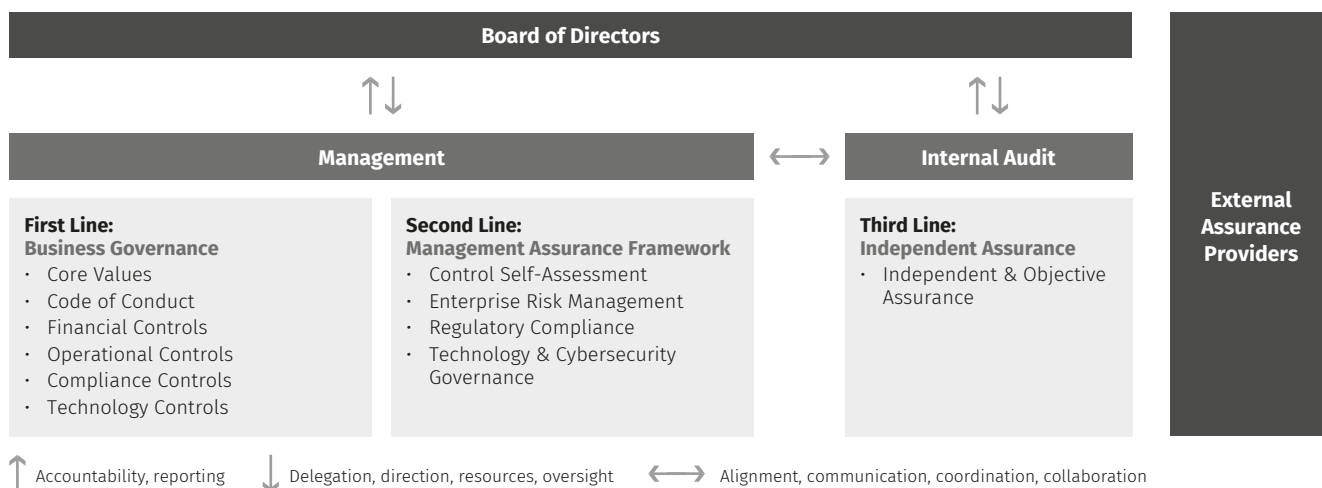 Board of Directors
Management
Internal Audit
First Line:
Business Governance
· Core Values
· Code of Conduct
· Financial Controls
· Operational Controls
· Compliance Controls
· Technology Controls
Second Line:
Management Assurance Framework
· Control Self-Assessment
· Enterprise Risk Management
· Regulatory Compliance
· Technology & Cybersecurity
Governance
Third Line:
Independent Assurance
· Independent & Objective
Assurance
External
Assurance
Providers
Accountability, reporting
Delegation, direction, resources, oversight
Alignment, communication, coordination, collaboration